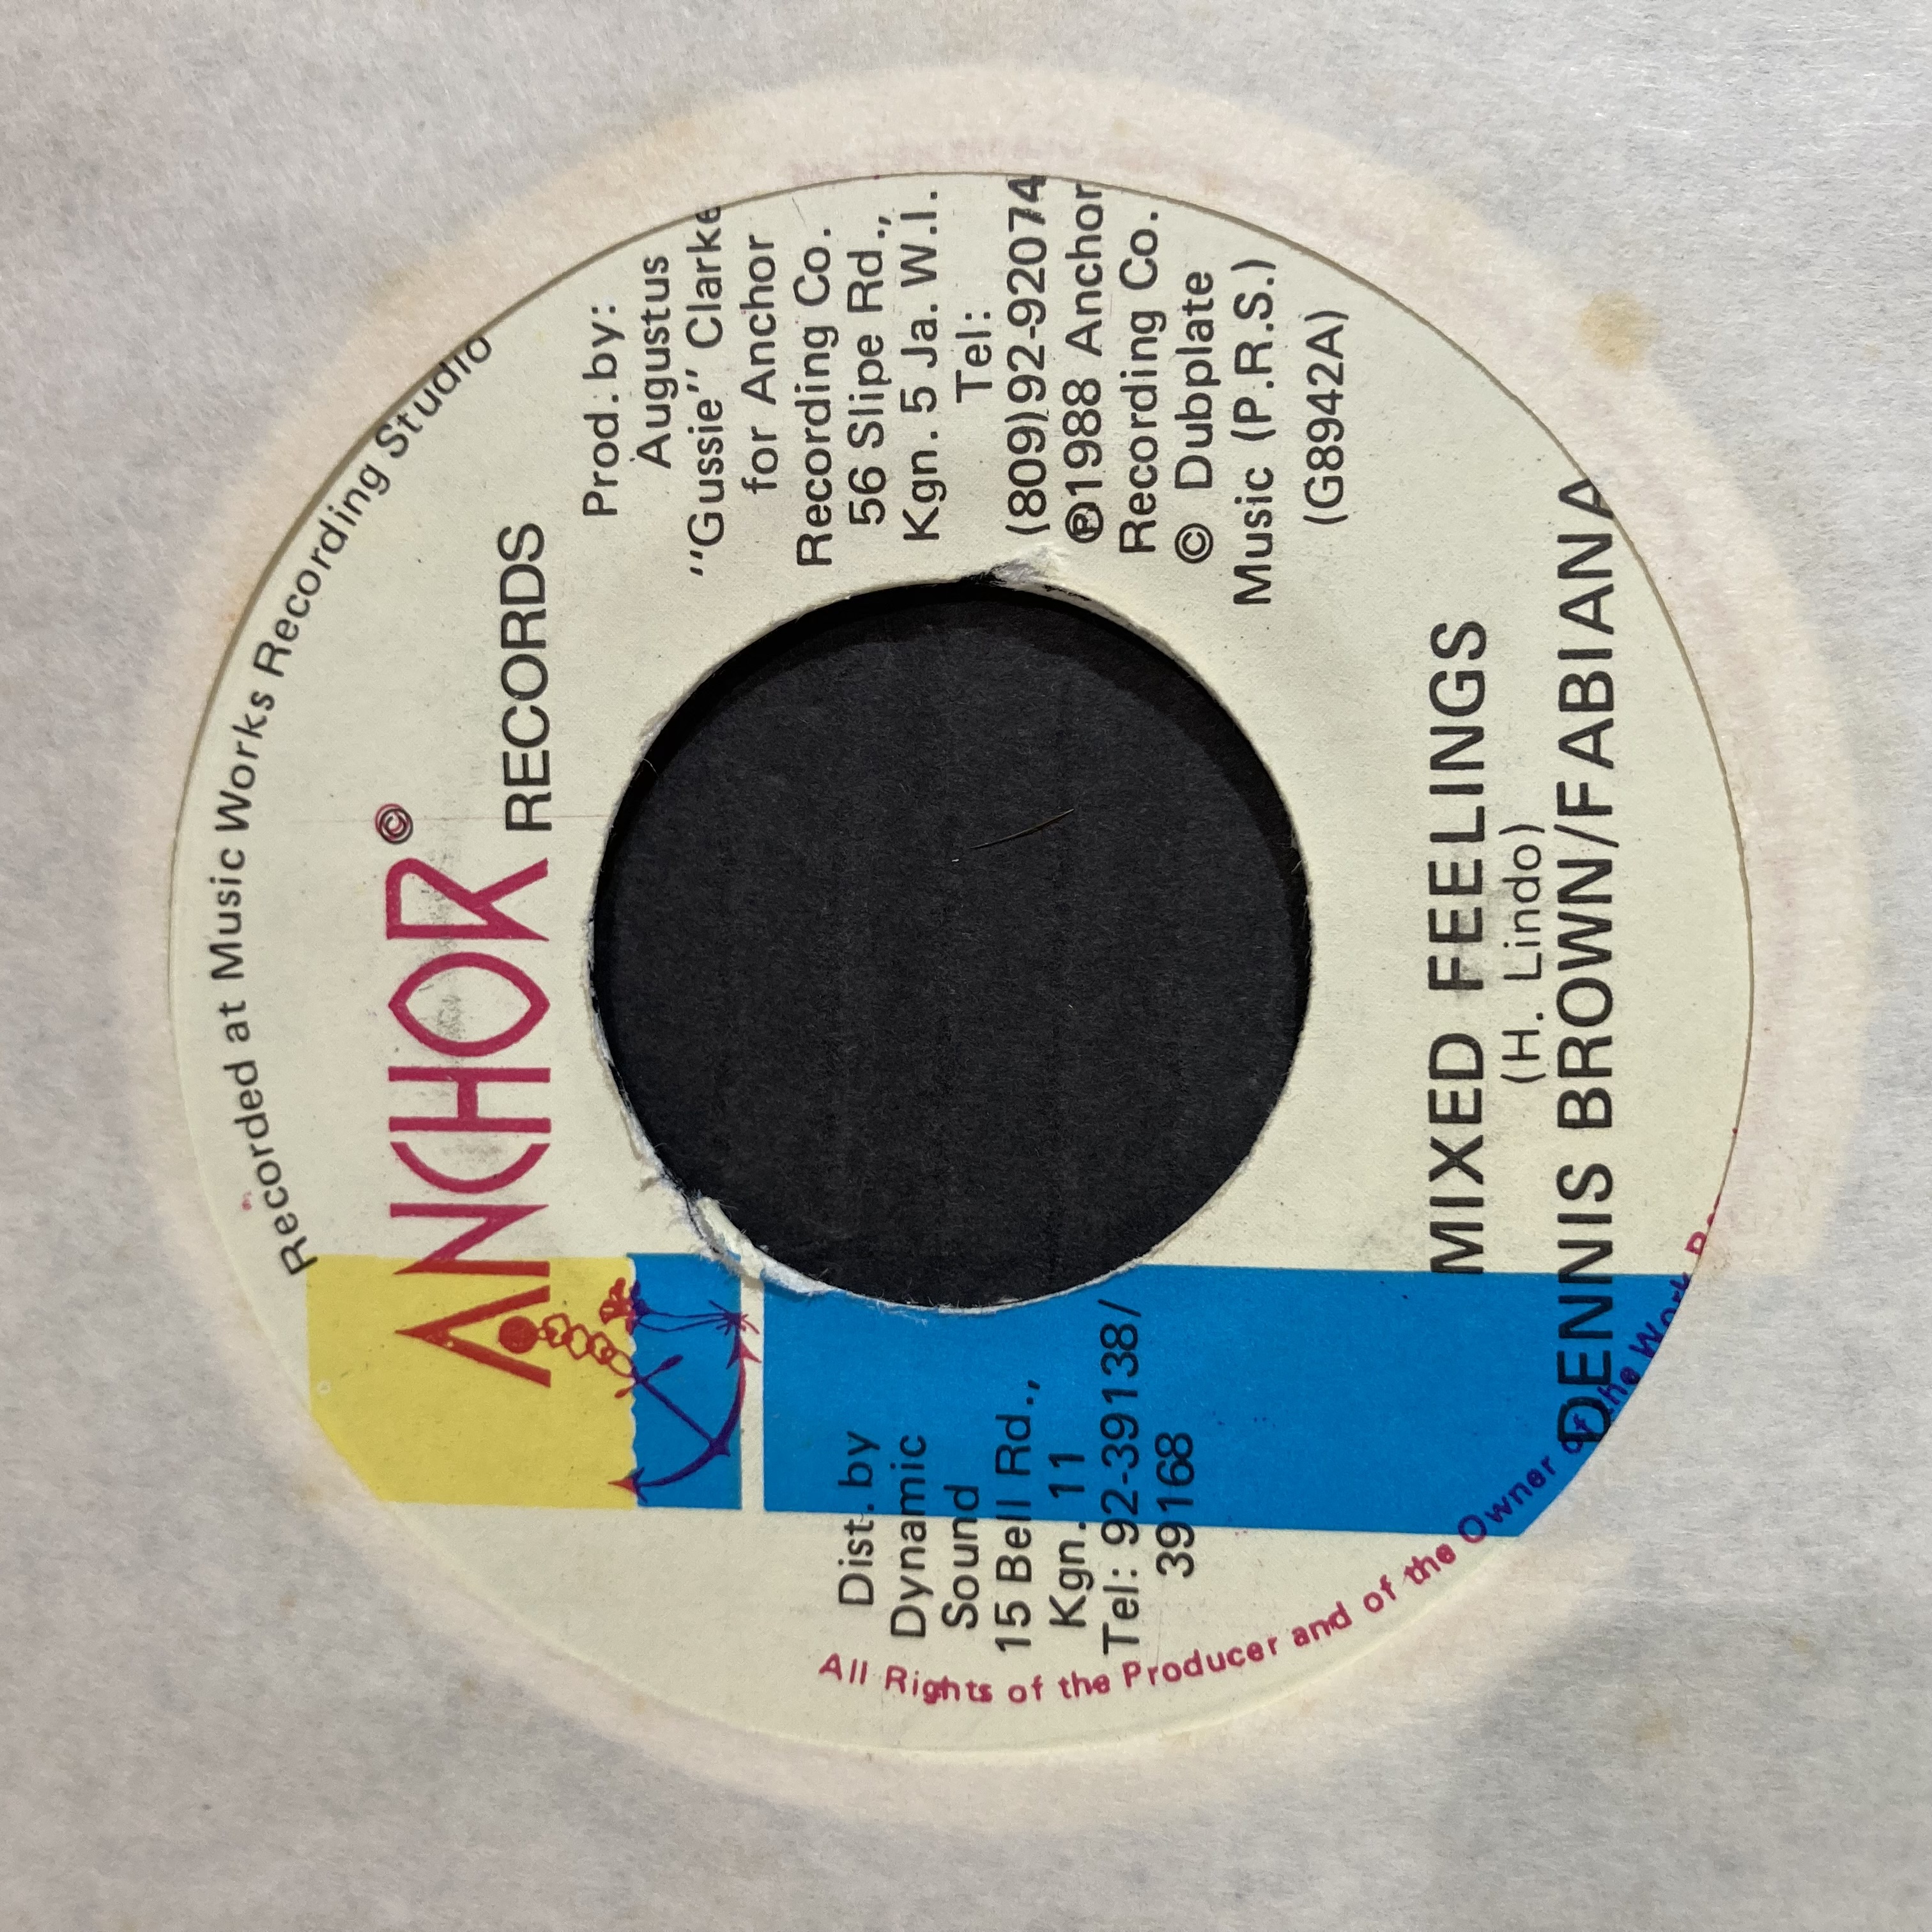 Recorded at Music Works Recording Studio
ANCHOR©
RECORDS
Prod. by:
Augustus
"Gussie" Clarke
for Anchor
Recording Co.
56 Slipe Rd.,
Kgn. 5 Ja. W.I.
Tel:
(809)92-92074
℗1988 Anchor
Recording Co.
© Dubplate
Music (P.R.S.)
(G8942A)
Dist. by
Dynamic
Sound
15 Bell Rd.,
Kgn. 11
Tel: 92-39138/
39168
MIXED FEELINGS
(H. Lindo)
DENNIS BROWN/FABIANA
All Rights of the Producer and of the Owner of the Work